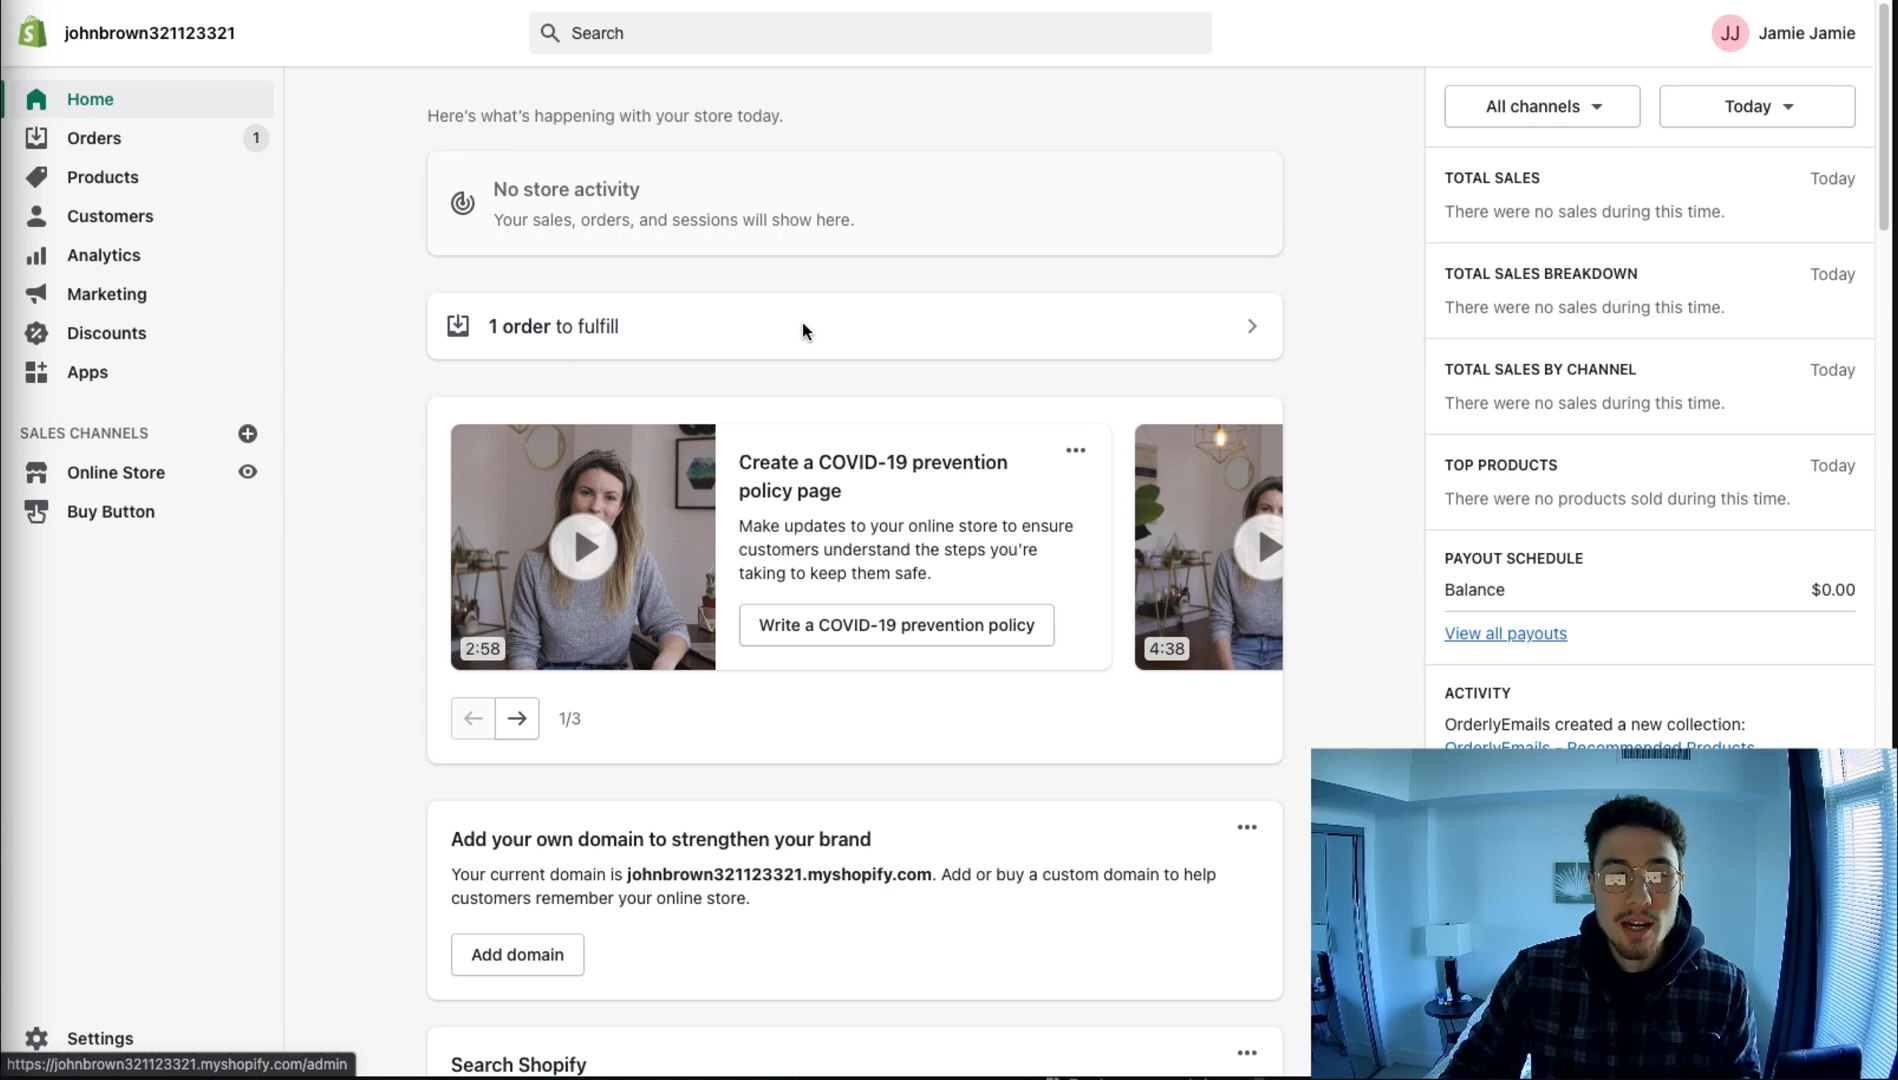 johnbrown321123321
Search
JJ
Jamie Jamie
Home
Orders
1
Products
Customers
Analytics
Marketing
Discounts
Apps
SALES CHANNELS
Online Store
Buy Button
Settings
https://johnbrown321123321.myshopify.com/admin
Here's what's happening with your store today.
No store activity
Your sales, orders, and sessions will show here.
1 order to fulfill
2:58
Create a COVID-19 prevention
policy page
Make updates to your online store to ensure
customers understand the steps you're
taking to keep them safe.
Write a COVID-19 prevention policy
4:38
1/3
Add your own domain to strengthen your brand
Your current domain is johnbrown321123321.myshopify.com. Add or buy a custom domain to help
customers remember your online store.
Add domain
Search Shopify
All channels
Today
TOTAL SALES Today
There were no sales during this time.
TOTAL SALES BREAKDOWN Today
There were no sales during this time.
TOTAL SALES BY CHANNEL Today
There were no sales during this time.
TOP PRODUCTS Today
There were no products sold during this time.
PAYOUT SCHEDULE
Balance $0.00
View all payouts
ACTIVITY
OrderlyEmails created a new collection:
OrderlyEmails - Recommended Products